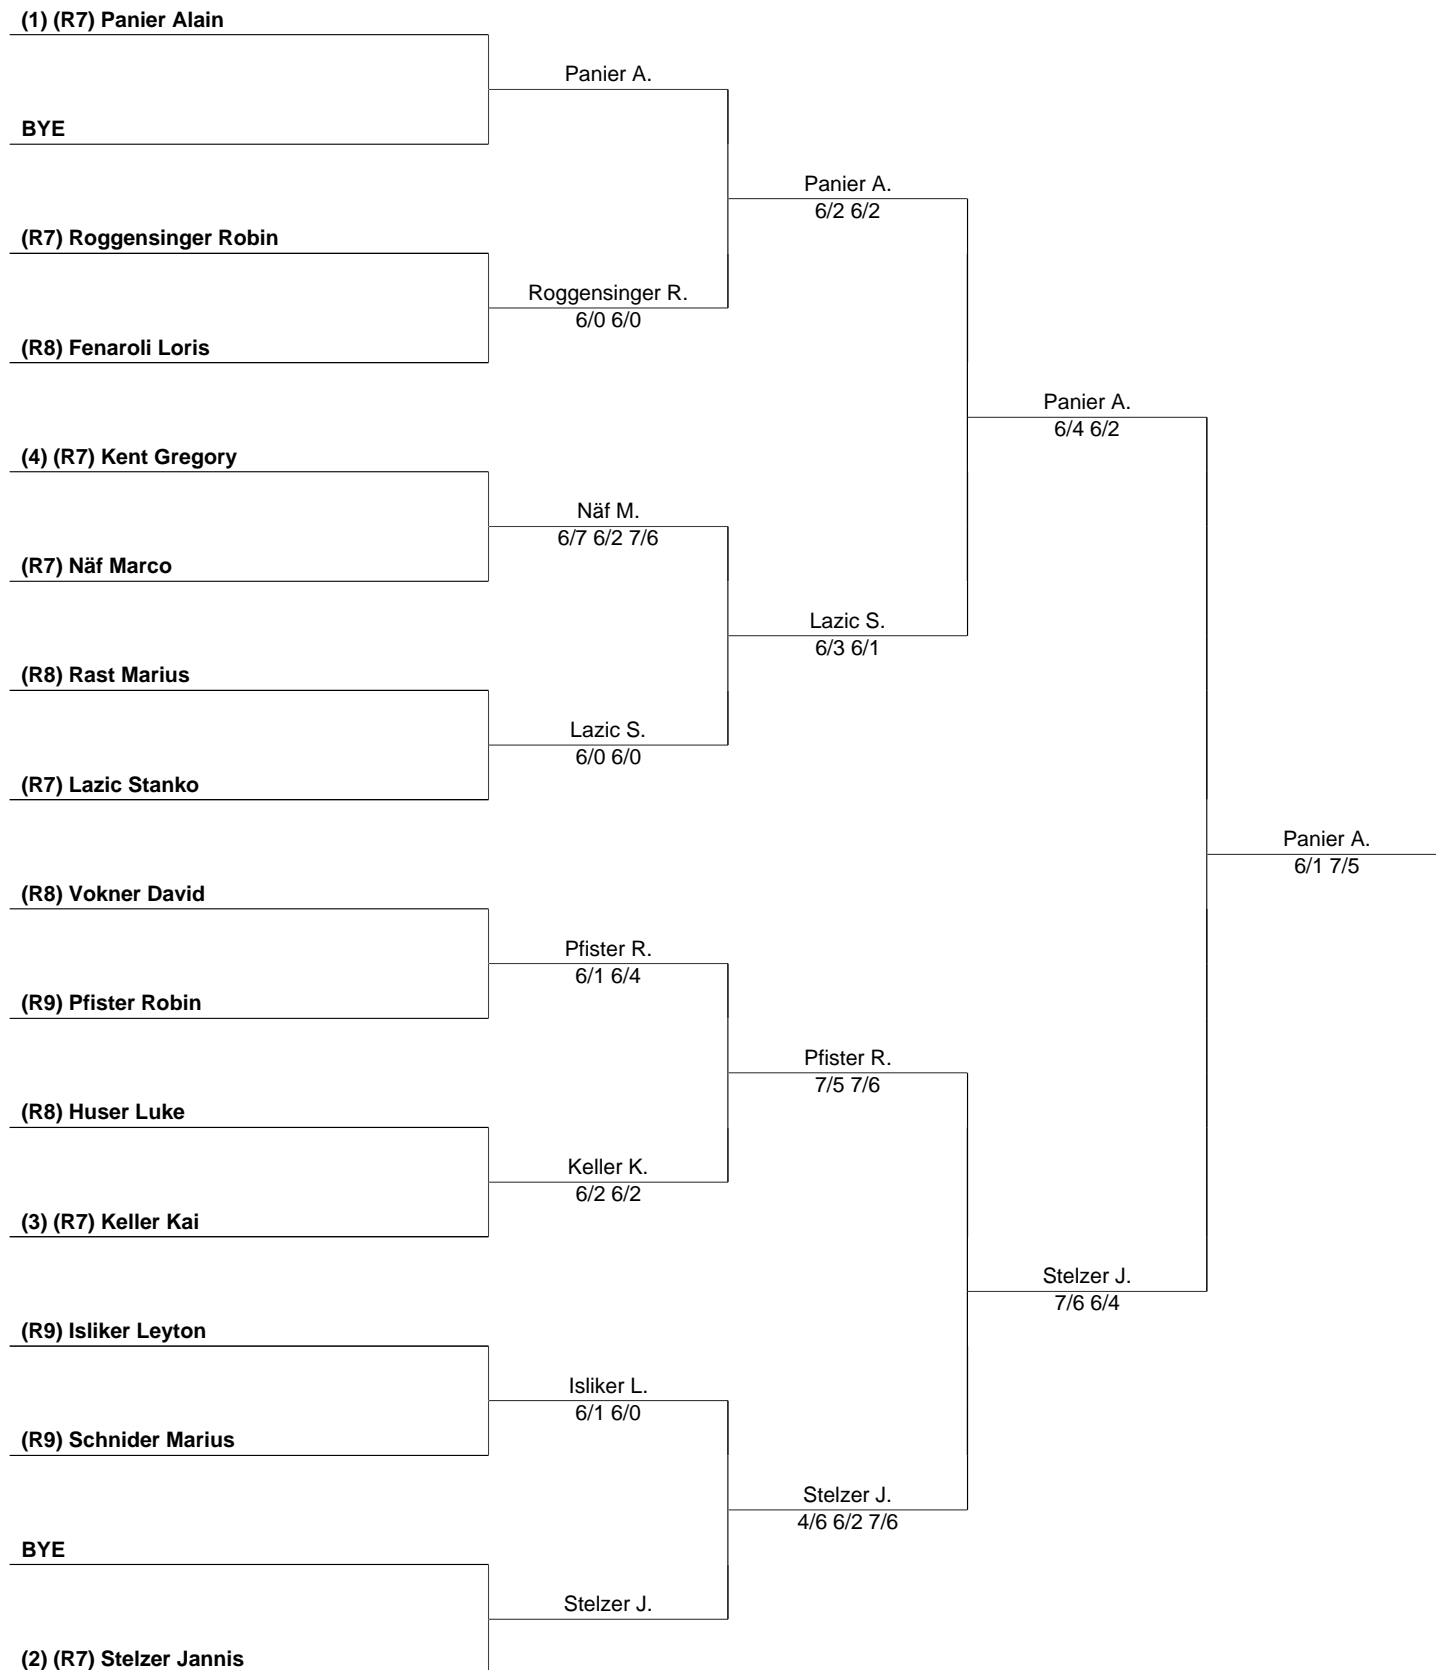 (1) (R7) Panier Alain
Panier A.
BYE
Panier A.
6/2 6/2
(R7) Roggensinger Robin
Roggensinger R.
6/0 6/0
(R8) Fenaroli Loris
Panier A.
6/4 6/2
(4) (R7) Kent Gregory
Näf M.
6/7 6/2 7/6
(R7) Näf Marco
Lazic S.
6/3 6/1
(R8) Rast Marius
Lazic S.
6/0 6/0
(R7) Lazic Stanko
Panier A.
6/1 7/5
(R8) Vokner David
Pfister R.
6/1 6/4
(R9) Pfister Robin
Pfister R.
7/5 7/6
(R8) Huser Luke
Keller K.
6/2 6/2
(3) (R7) Keller Kai
Stelzer J.
7/6 6/4
(R9) Isliker Leyton
Isliker L.
6/1 6/0
(R9) Schnider Marius
Stelzer J.
4/6 6/2 7/6
BYE
Stelzer J.
(2) (R7) Stelzer Jannis